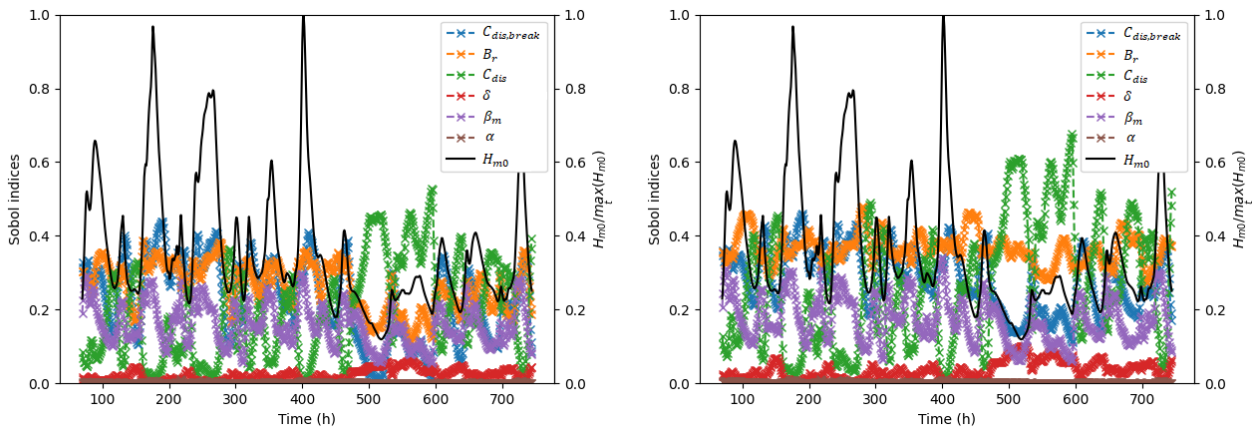 1.0
0.8
0.6
0.4
0.2
0.0
Sobol indices
100 200 300 400 500 600 700
Time (h)
1.0
0.8
0.6
0.4
0.2
0.0
H_{m0}/max_t(H_{m0})
C_{dis,break}
B_r
C_{dis}
δ
β_m
α
H_{m0}
1.0
0.8
0.6
0.4
0.2
0.0
Sobol indices
100 200 300 400 500 600 700
Time (h)
1.0
0.8
0.6
0.4
0.2
0.0
H_{m0}/max_t(H_{m0})
C_{dis,break}
B_r
C_{dis}
δ
β_m
α
H_{m0}